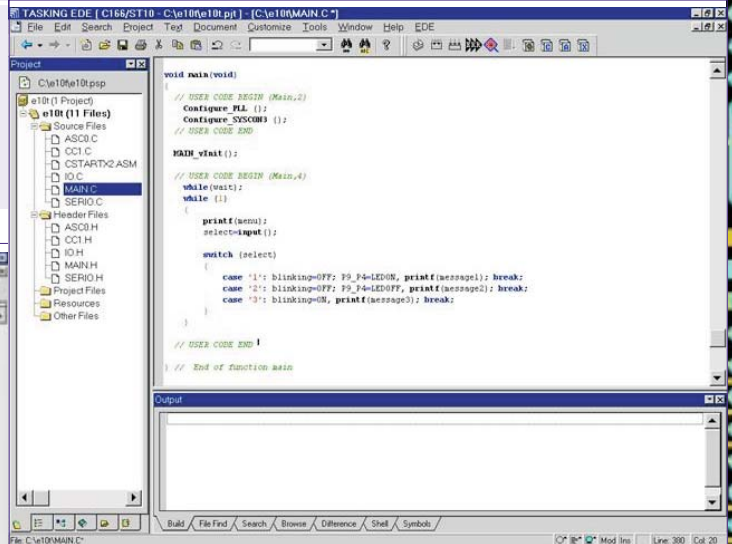 TASKING EDE [ C166/ST10 - C:\e10t\e10t.pjt ] - [C:\e10t\MAIN.C *]
File Edit Search Project Text Document Customize Tools Window Help EDE
Project
C:\e10t\e10t.psp
e10t (1 Project)
e10t (11 Files)
Source Files
ASC0.C
CC1.C
CSTARTX2.ASM
IO.C
MAIN.C
SERIO.C
Header Files
ASC0.H
CC1.H
IO.H
MAIN.H
SERIO.H
Project Files
Resources
Other Files
void main(void)
{
// USER CODE BEGIN (Main,2)
Configure_PLL ();
Configure_SYSCON3 ();
// USER CODE END
MAIN_vInit();
// USER CODE BEGIN (Main,4)
while(wait);
while (1)
{
printf(menu);
select=input();
switch (select)
{
case '1': blinking=OFF; P9_P4=LEDON, printf(message1); break;
case '2': blinking=OFF; P9_P4=LEDOFF, printf(message2); break;
case '3': blinking=ON, printf(message3); break;
}
}
// USER CODE END
} // End of function main
Output
Build File Find Search Browse Difference Shell Symbols
File: C:\e10t\MAIN.C*
Mod Ins Line: 380 Col: 20